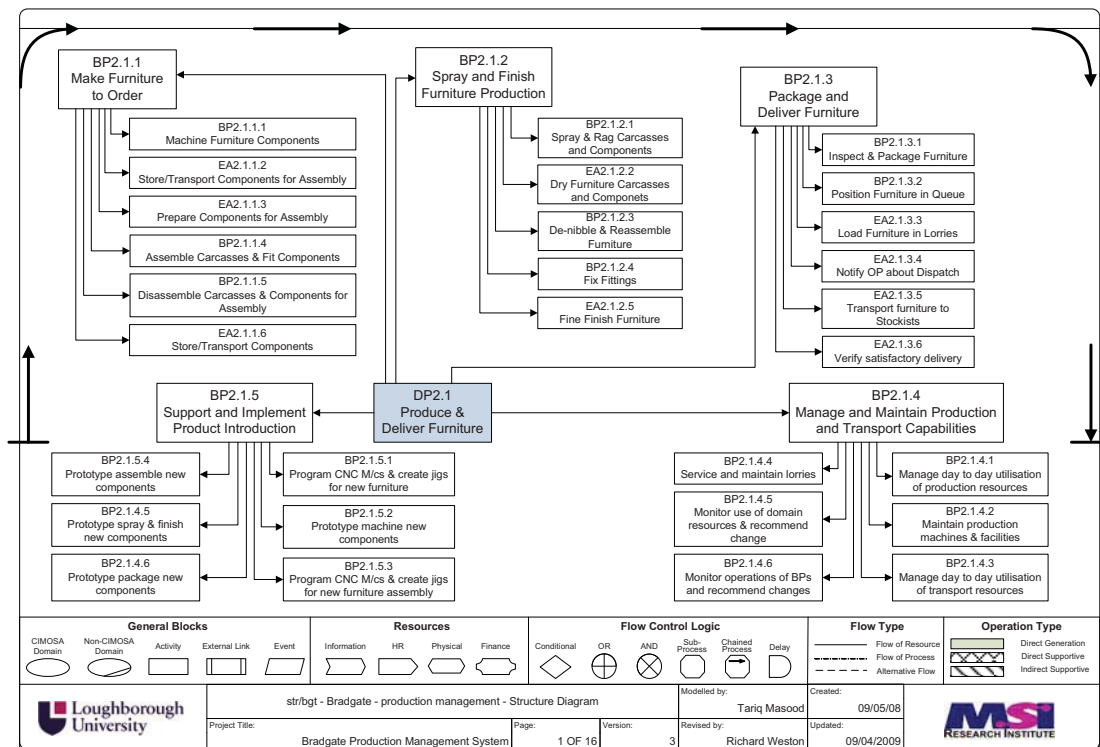 BP2.1.1
Make Furniture
to Order
BP2.1.1.1
Machine Furniture Components
EA2.1.1.2
Store/Transport Components for Assembly
EA2.1.1.3
Prepare Components for Assembly
BP2.1.1.4
Assemble Carcasses & Fit Components
BP2.1.1.5
Disassemble Carcasses & Components for
Assembly
EA2.1.1.6
Store/Transport Components
BP2.1.2
Spray and Finish
Furniture Production
BP2.1.2.1
Spray & Rag Carcasses
and Components
EA2.1.2.2
Dry Furniture Carcasses
and Componets
BP2.1.2.3
De-nibble & Reassemble
Furniture
BP2.1.2.4
Fix Fittings
EA2.1.2.5
Fine Finish Furniture
BP2.1.3
Package and
Deliver Furniture
BP2.1.3.1
Inspect & Package Furniture
BP2.1.3.2
Position Furniture in Queue
EA2.1.3.3
Load Furniture in Lorries
EA2.1.3.4
Notify OP about Dispatch
EA2.1.3.5
Transport furniture to
Stockists
EA2.1.3.6
Verify satisfactory delivery
BP2.1.5
Support and Implement
Product Introduction
DP2.1
Produce &
Deliver Furniture
BP2.1.4
Manage and Maintain Production
and Transport Capabilities
BP2.1.5.4
Prototype assemble new
components
BP2.1.4.5
Prototype spray & finish
new components
BP2.1.4.6
Prototype package new
components
BP2.1.5.1
Program CNC M/cs & create jigs
for new furniture
BP2.1.5.2
Prototype machine new
components
BP2.1.5.3
Program CNC M/cs & create jigs
for new furniture assembly
BP2.1.4.4
Service and maintain lorries
BP2.1.4.5
Monitor use of domain
resources & recommend
change
BP2.1.4.6
Monitor operations of BPs
and recommend changes
BP2.1.4.1
Manage day to day utilisation
of production resources
BP2.1.4.2
Maintain production
machines & facilities
BP2.1.4.3
Manage day to day utilisation
of transport resources
General Blocks
CIMOSA
Domain
Non-CIMOSA
Domain
Activity
External Link
Event
Resources
Information
HR
Physical
Finance
Flow Control Logic
Conditional
OR
AND
Sub-
Process
Chained
Process
Delay
Flow Type
Flow of Resource
Flow of Process
Alternative Flow
Operation Type
Direct Generation
Direct Supportive
Indirect Supportive
Loughborough
University
str/bgt - Bradgate - production management - Structure Diagram
Modelled by:
Tariq Masood
Created:
09/05/08
Project Title:
Bradgate Production Management System
Page:
1 OF 16
Version:
3
Revised by:
Richard Weston
Updated:
09/04/2009
MSI
RESEARCH INSTITUTE